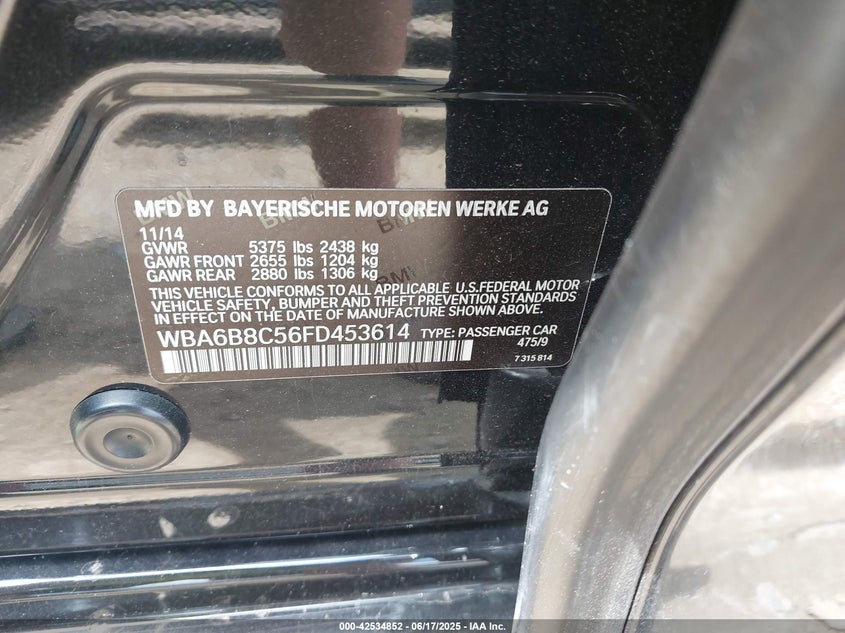 MFD BY BAYERISCHE MOTOREN WERKE AG
11/14
GVWR 5375 lbs 2438 kg
GAWR FRONT 2655 lbs 1204 kg
GAWR REAR 2880 lbs 1306 kg
THIS VEHICLE CONFORMS TO ALL APPLICABLE U.S.FEDERAL MOTOR
VEHICLE SAFETY, BUMPER AND THEFT PREVENTION STANDARDS
IN EFFECT ON THE DATE OF MANUFACTURE SHOWN ABOVE.
WBA6B8C56FD453614 TYPE: PASSENGER CAR
475/9
7 315 814
BMW
BMW
BMW
000-42534852 / 06/17/2025 - IAA Inc.